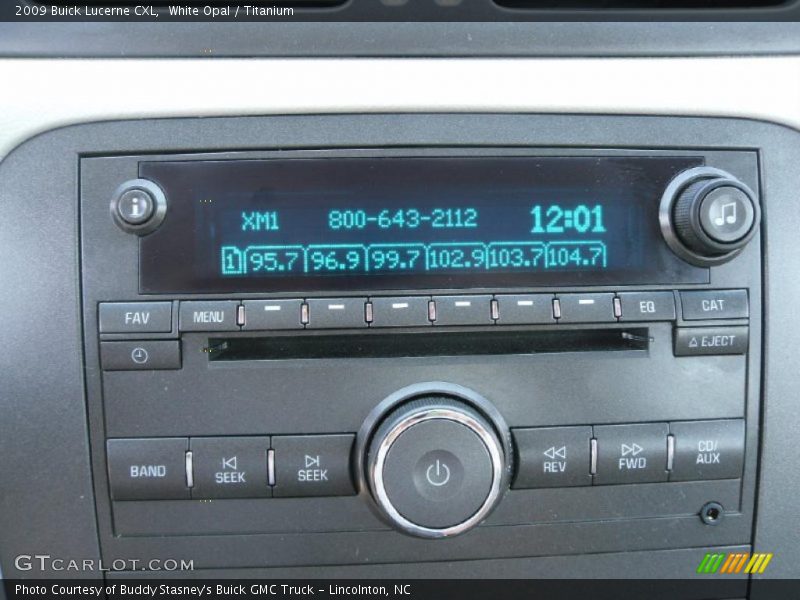 2009 Buick Lucerne CXL, White Opal / Titanium
XM1 800-643-2112 12:01
1 95.7 96.9 99.7 102.9 103.7 104.7
FAV MENU EQ CAT
EJECT
BAND SEEK SEEK REV FWD CD/
AUX
GTCARLOT.COM
Photo Courtesy of Buddy Stasney's Buick GMC Truck - Lincolnton, NC